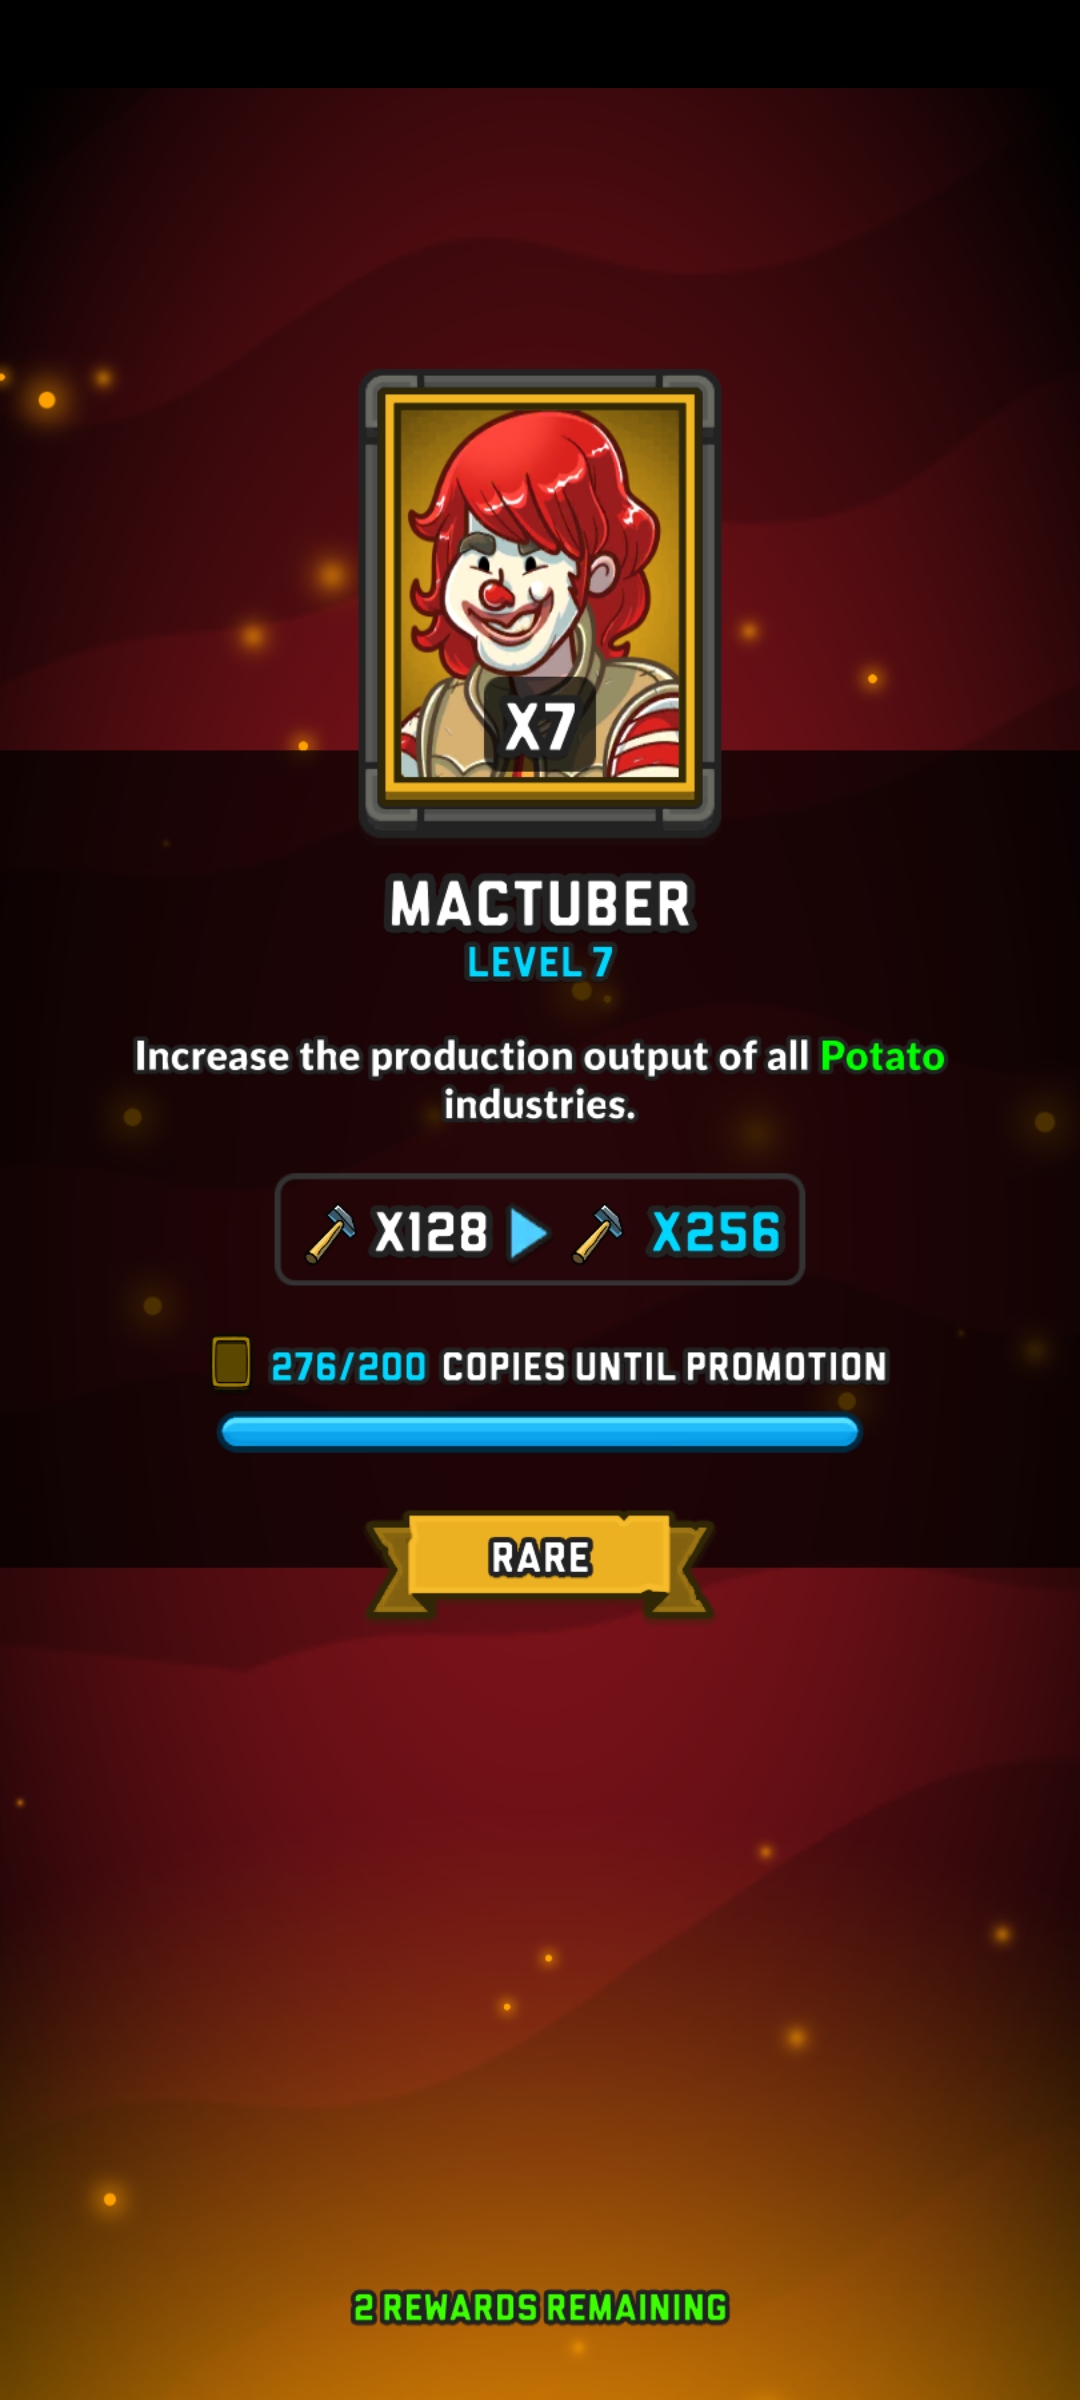 X7
MACTUBER
LEVEL 7
Increase the production output of all Potato
industries.
X128 X256
276/200 COPIES UNTIL PROMOTION
RARE
2 REWARDS REMAINING